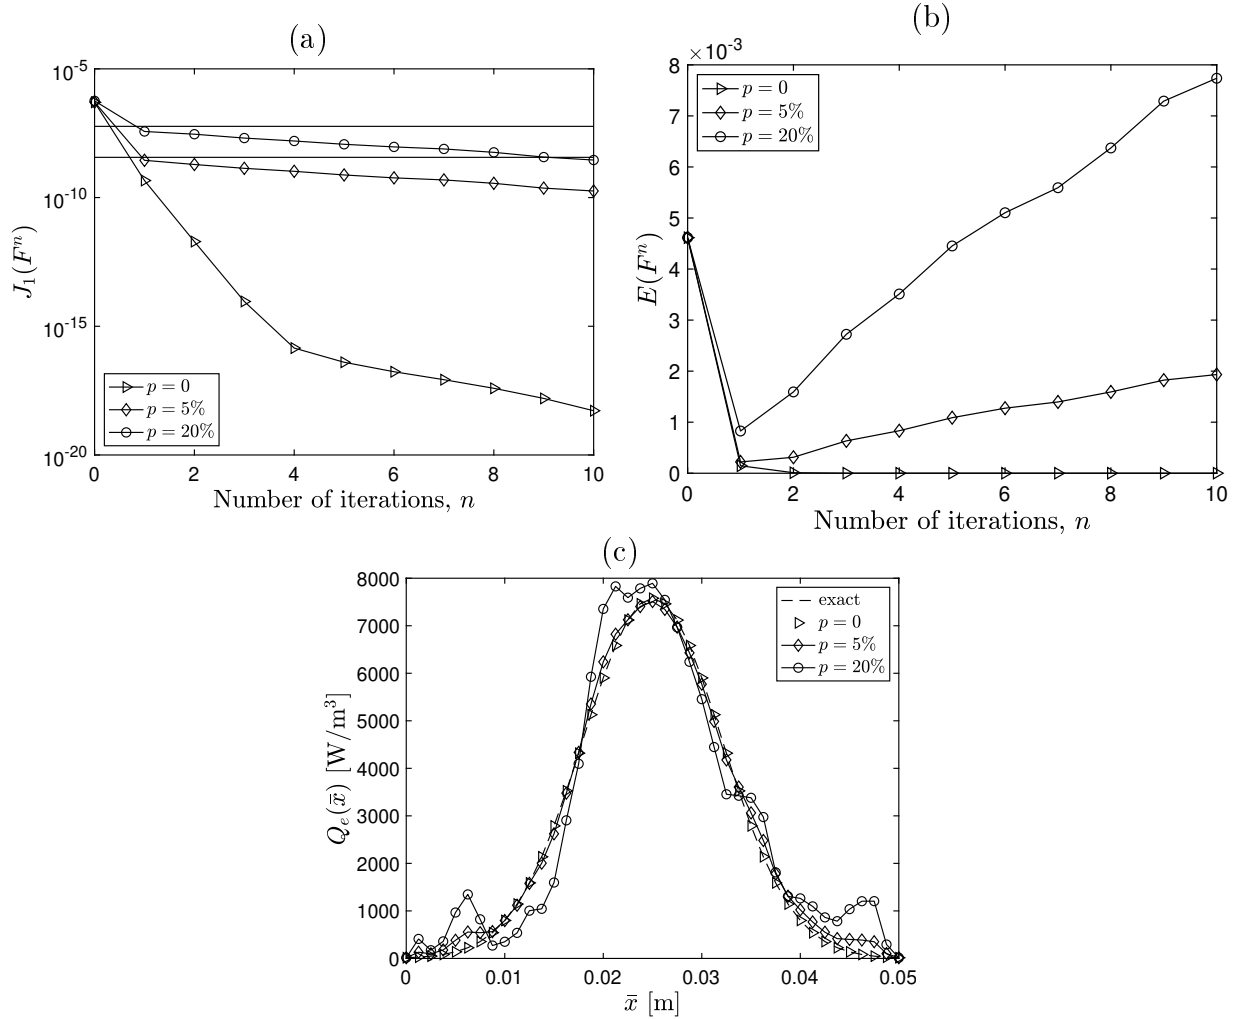 (a)
10^-5
10^-10
10^-15
10^-20
J_1(F^n)
p = 0
p = 5%
p = 20%
0 2 4 6 8 10
Number of iterations, n
(b)
×10^-3
8
7
6
5
4
3
2
1
0
E(F^n)
p = 0
p = 5%
p = 20%
0 2 4 6 8 10
Number of iterations, n
(c)
8000
7000
6000
5000
4000
3000
2000
1000
0
Q_e(x̄) [W/m^3]
exact
p = 0
p = 5%
p = 20%
0 0.01 0.02 0.03 0.04 0.05
x̄ [m]